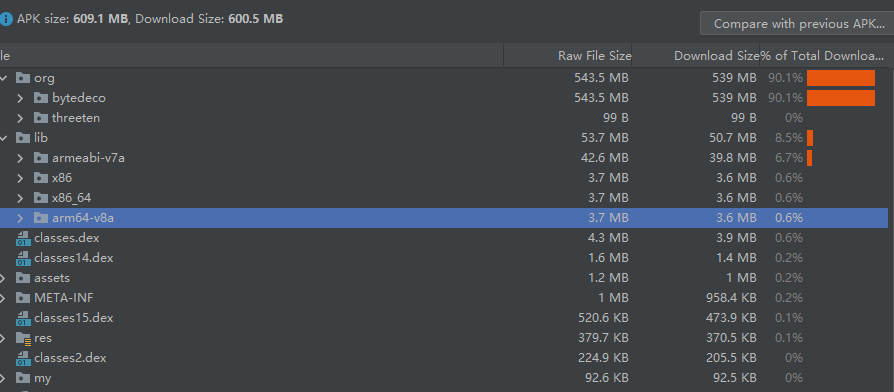 APK size: 609.1 MB, Download Size: 600.5 MB
Compare with previous APK...
le Raw File Size Download Size % of Total Downloa...
org 543.5 MB 539 MB 90.1%
bytedeco 543.5 MB 539 MB 90.1%
threeten 99 B 99 B 0%
lib 53.7 MB 50.7 MB 8.5%
armeabi-v7a 42.6 MB 39.8 MB 6.7%
x86 3.7 MB 3.6 MB 0.6%
x86_64 3.7 MB 3.6 MB 0.6%
arm64-v8a 3.7 MB 3.6 MB 0.6%
classes.dex 4.3 MB 3.9 MB 0.6%
classes14.dex 1.6 MB 1.4 MB 0.2%
assets 1.2 MB 1 MB 0.2%
META-INF 1 MB 958.4 KB 0.2%
classes15.dex 520.6 KB 473.9 KB 0.1%
res 379.7 KB 370.5 KB 0.1%
classes2.dex 224.9 KB 205.5 KB 0%
my 92.6 KB 92.5 KB 0%